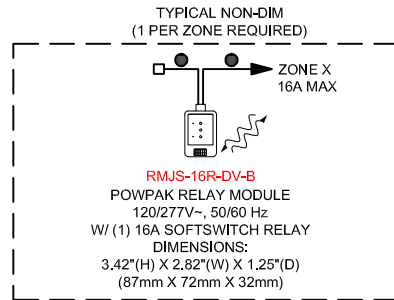 TYPICAL NON-DIM
(1 PER ZONE REQUIRED)
ZONE X
16A MAX
RMJS-16R-DV-B
POWPAK RELAY MODULE
120/277V~, 50/60 Hz
W/ (1) 16A SOFTSWITCH RELAY
DIMENSIONS:
3.42"(H) X 2.82"(W) X 1.25"(D)
(87mm X 72mm X 32mm)